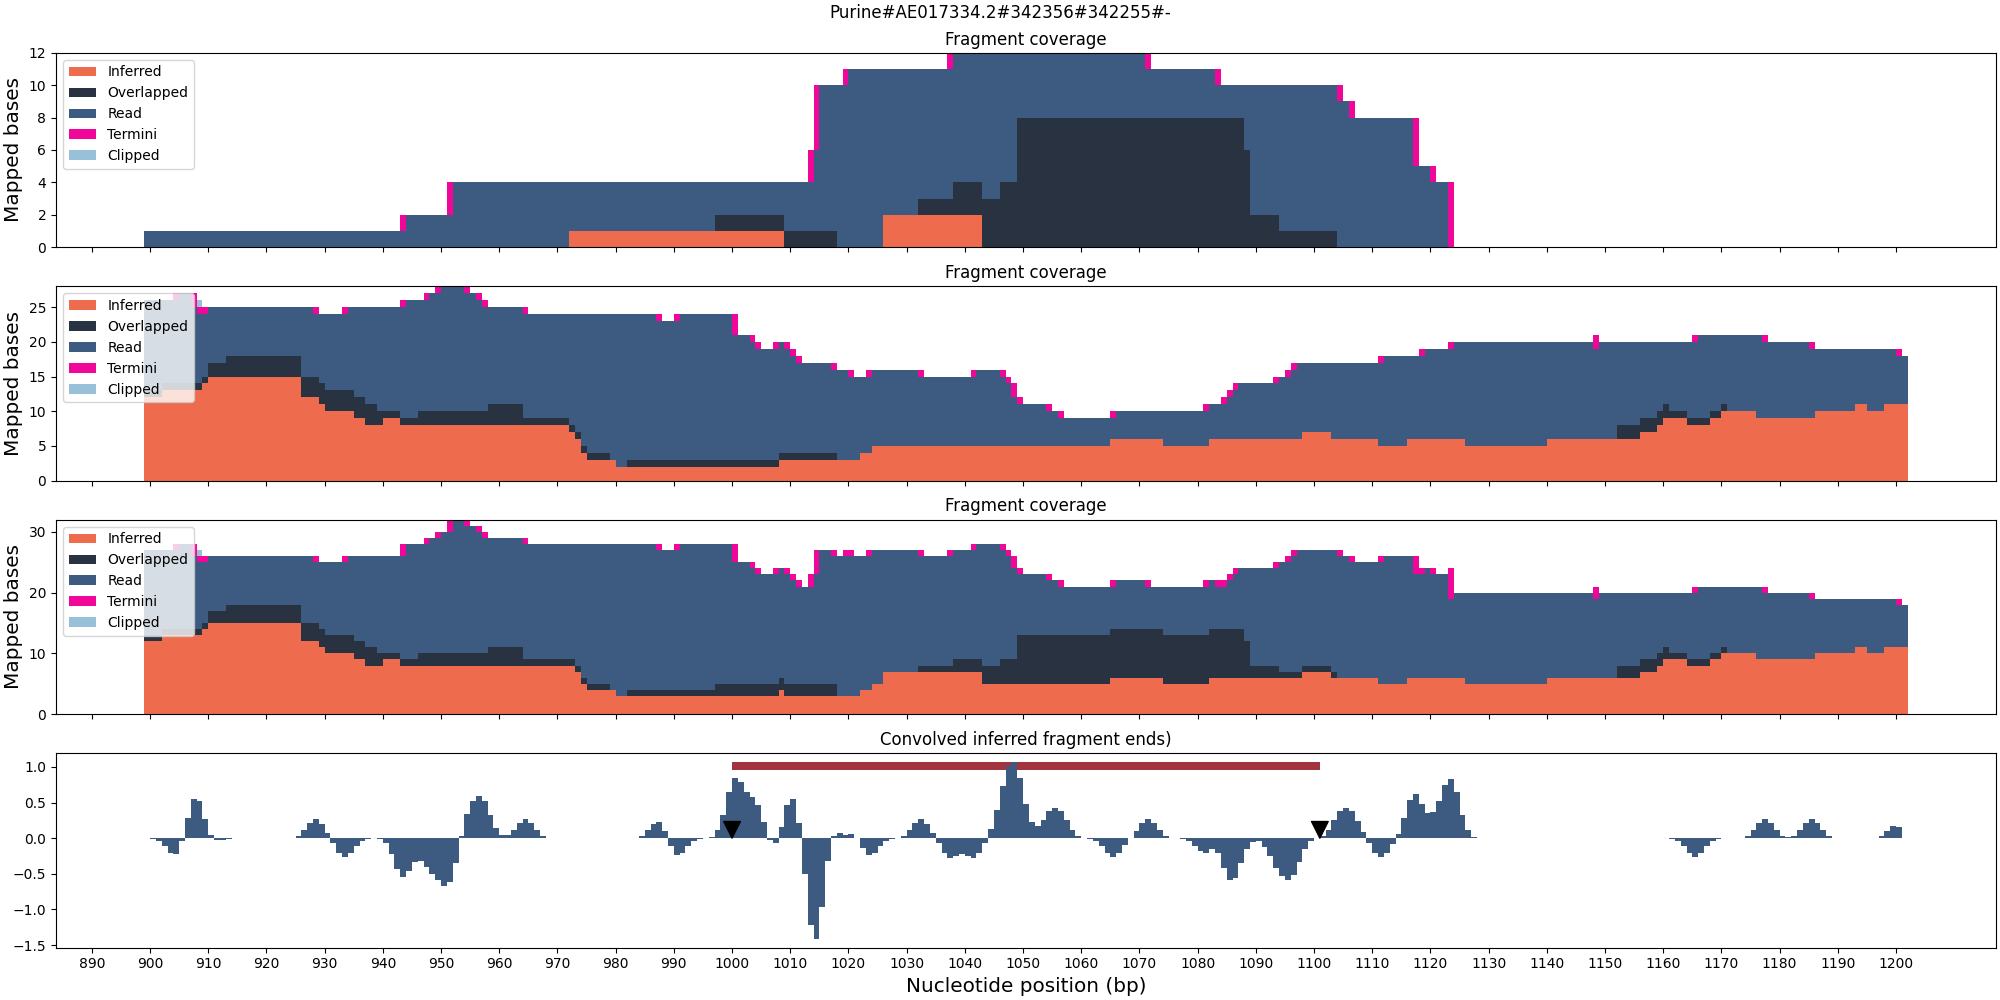 Purine#AE017334.2#342356#342255#-
Fragment coverage
Mapped bases
12
10
8
6
4
2
0
Inferred
Overlapped
Read
Termini
Clipped
Fragment coverage
Mapped bases
25
20
15
10
5
0
Inferred
Overlapped
Read
Termini
Clipped
Fragment coverage
Mapped bases
30
20
10
0
Inferred
Overlapped
Read
Termini
Clipped
Convolved inferred fragment ends)
1.0
0.5
0.0
−0.5
−1.0
−1.5
890 900 910 920 930 940 950 960 970 980 990 1000 1010 1020 1030 1040 1050 1060 1070 1080 1090 1100 1110 1120 1130 1140 1150 1160 1170 1180 1190 1200
Nucleotide position (bp)